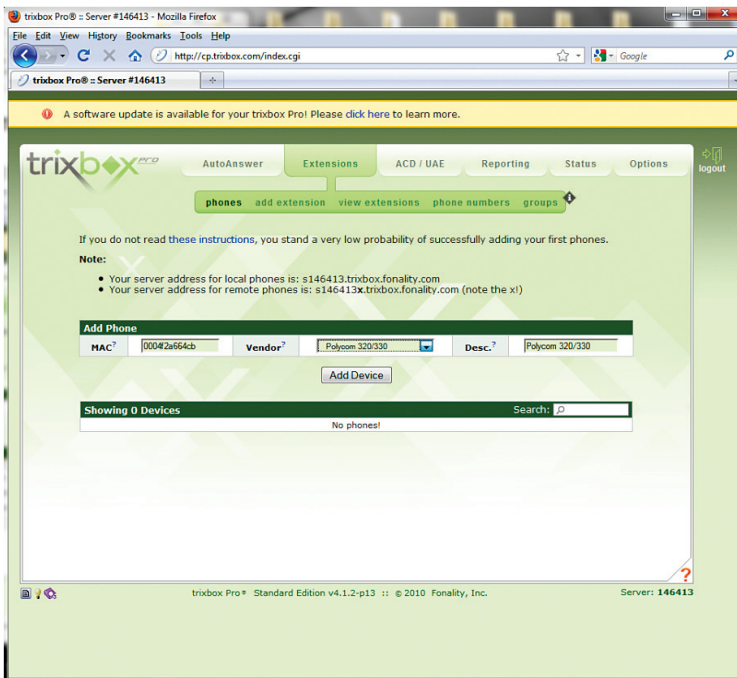 trixbox Pro® :: Server #146413 - Mozilla Firefox
File Edit View History Bookmarks Tools Help
http://cp.trixbox.com/index.cgi
Google
trixbox Pro® :: Server #146413
A software update is available for your trixbox Pro! Please click here to learn more.
trixbox pro
AutoAnswer Extensions ACD / UAE Reporting Status Options
logout
phones add extension view extensions phone numbers groups
If you do not read these instructions, you stand a very low probability of successfully adding your first phones.
Note:
• Your server address for local phones is: s146413.trixbox.fonality.com
• Your server address for remote phones is: s146413x.trixbox.fonality.com (note the x!)
Add Phone
MAC? 0004f2a664cb Vendor? Polycom 320/330 Desc.? Polycom 320/330
Add Device
Showing 0 Devices Search:
No phones!
?
trixbox Pro® Standard Edition v4.1.2-p13 :: © 2010 Fonality, Inc. Server: 146413